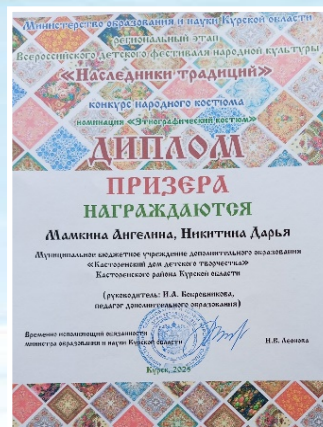 Министерство образования и науки Курской области
региональный этап
Всероссийского детского фестиваля народной культуры
«Наследники традиций»
конкурс народного костюма
номинация «Этнографический костюм»
ДИПЛОМ
ПРИЗЕРА
НАГРАЖДАЮТСЯ
Мамкина Ангелина, Никитина Дарья
Муниципальное бюджетное учреждение дополнительного образования
«Касторенский дом детского творчества»
Касторенского района Курской области
(руководитель: И.А. Бокревникова,
педагог дополнительного образования)
Временно исполняющий обязанности
министра образования и науки Курской области
Н.В. Леонова
Курск,